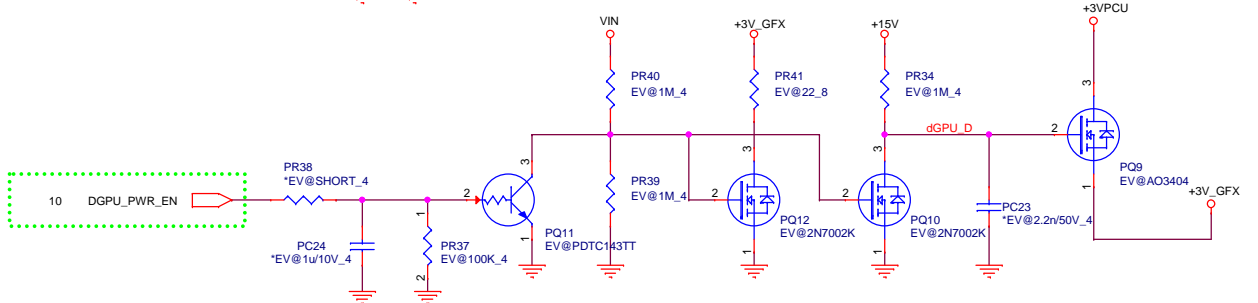 VIN
+3V_GFX
+15V
+3VPCU
PR40
EV@1M_4
PR41
EV@22_8
PR34
EV@1M_4
3
2
dGPU_D
1
PQ9
EV@AO3404
+3V_GFX
10 DGPU_PWR_EN
PR38
*EV@SHORT_4
2
3
1
PQ11
EV@PDTC143TT
PR39
EV@1M_4
2
3
1
PQ12
EV@2N7002K
2
3
1
PQ10
EV@2N7002K
PC23
*EV@2.2n/50V_4
PC24
*EV@1u/10V_4
1
PR37
EV@100K_4
2